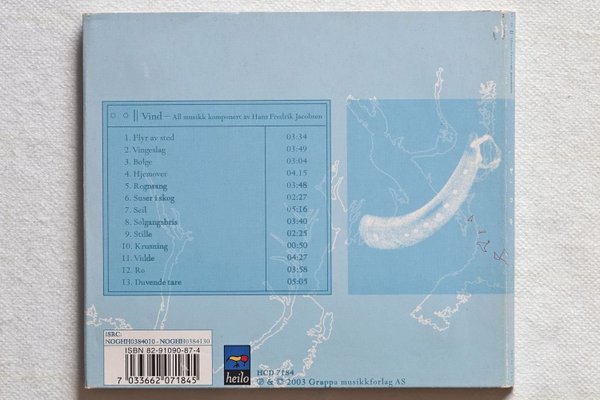 Vind – All musikk komponert av Hans Fredrik Jacobsen
1. Flyr av sted 03:34
2. Vingeslag 03:49
3. Bølge 03:04
4. Hjemover 04.15
5. Regnsang 03:48
6. Suser i skog 02:27
7. Seil 05:16
8. Solgangsbris 03:40
9. Stille 02:25
10. Krusning 00:50
11. Vidde 04:27
12. Ro 03:58
13. Duvende tare 05:05
ISRC:
NOGHH0384010 - NOGHH0384130
ISBN 82-91090-87-4
7 033662 071845
heilo
HCD 7184
℗ & © 2003 Grappa musikkforlag AS